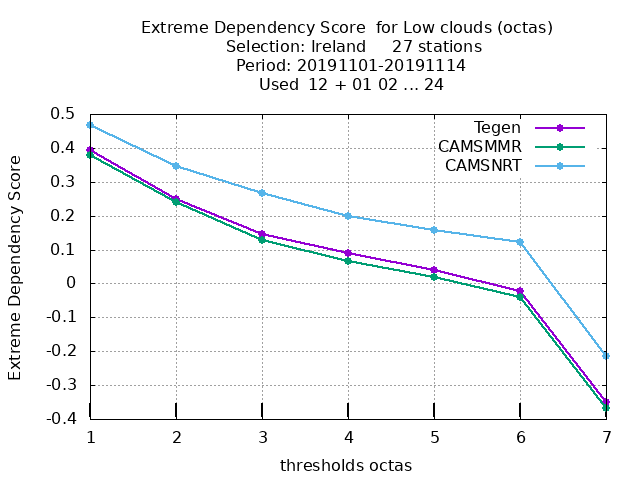 Extreme Dependency Score  for Low clouds (octas)
Selection: Ireland     27 stations
Period: 20191101-20191114
Used  12 + 01 02 ... 24
Tegen
CAMSMMR
CAMSNRT
Extreme Dependency Score
0.5
0.4
0.3
0.2
0.1
0
-0.1
-0.2
-0.3
-0.4
1 2 3 4 5 6 7
thresholds octas